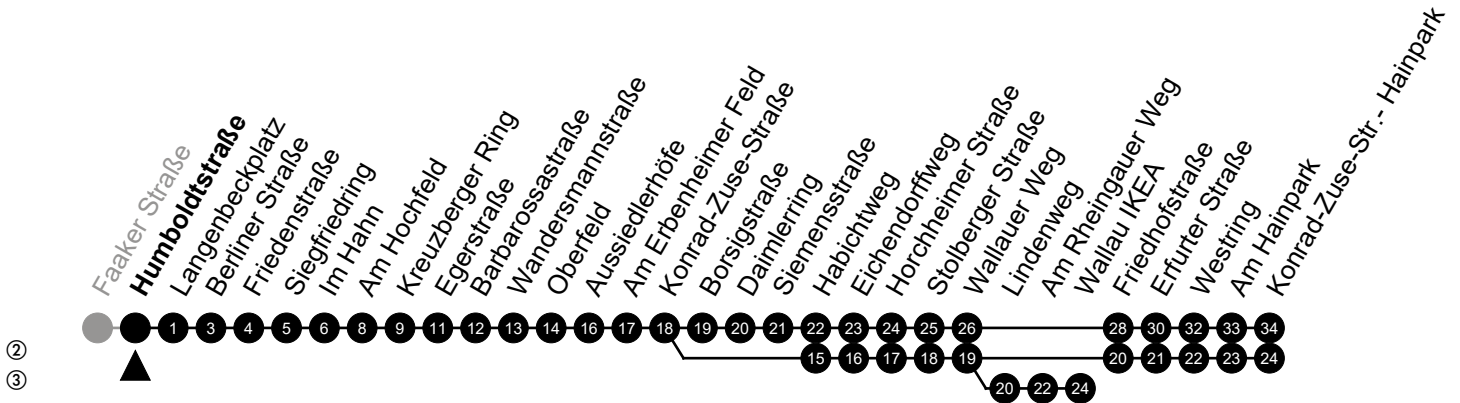 Faaker Straße
Humboldtstraße
Langenbeckplatz
Berliner Straße
Friedenstraße
Siegfriedring
Im Hahn
Am Hochfeld
Kreuzberger Ring
Egerstraße
Barbarossastraße
Wandersmannstraße
Oberfeld
Aussiedlerhöfe
Am Erbenheimer Feld
Konrad-Zuse-Straße
Borsigstraße
Daimlerring
Siemensstraße
Habichtweg
Eichendorffweg
Horchheimer Straße
Stolberger Straße
Wallauer Weg
Lindenweg
Am Rheingauer Weg
Wallau IKEA
Friedhofstraße
Erfurter Straße
Westring
Am Hainpark
Konrad-Zuse-Str.- Hainpark
1 3 4 5 6 8 9 11 12 13 14 16 17 18 19 20 21 22 23 24 25 26 28 30 32 33 34
② 15 16 17 18 19 20 21 22 23 24
③ 20 22 24